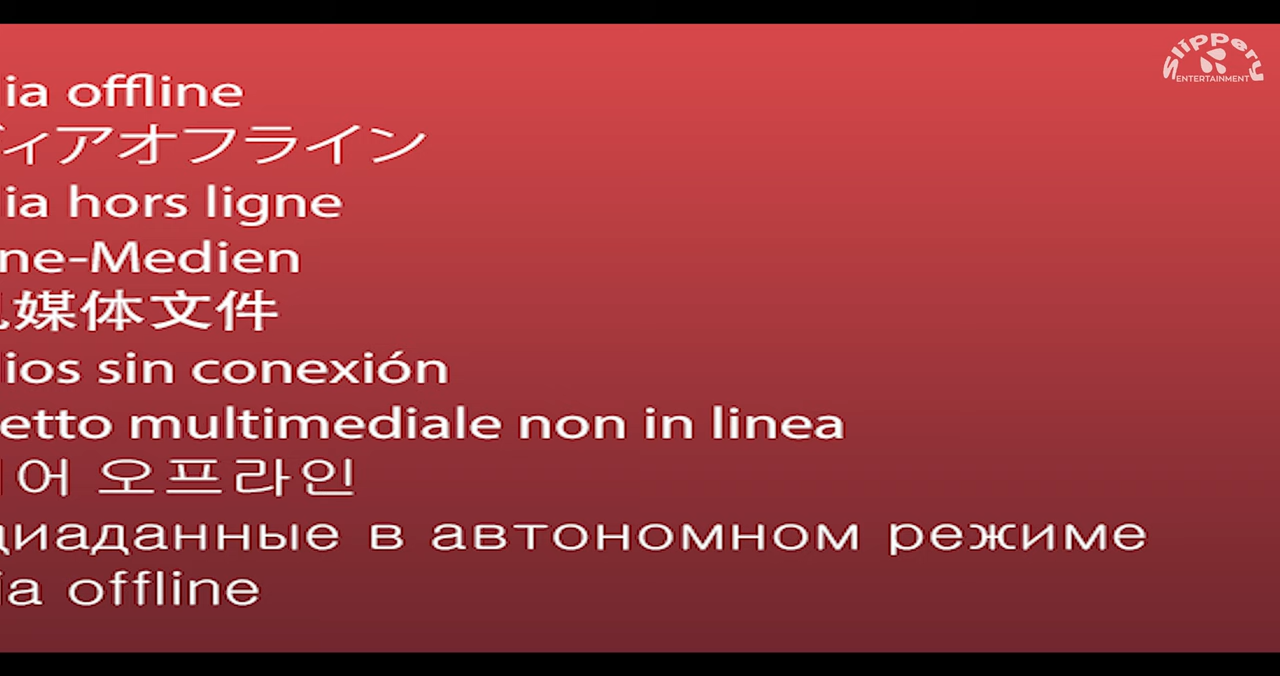 Slippery
ENTERTAINMENT
ia offline
ィアオフライン
ia hors ligne
ne-Medien
媒体文件
ios sin conexión
etto multimediale non in linea
어 오프라인
диаданные в автономном режиме
ia offline